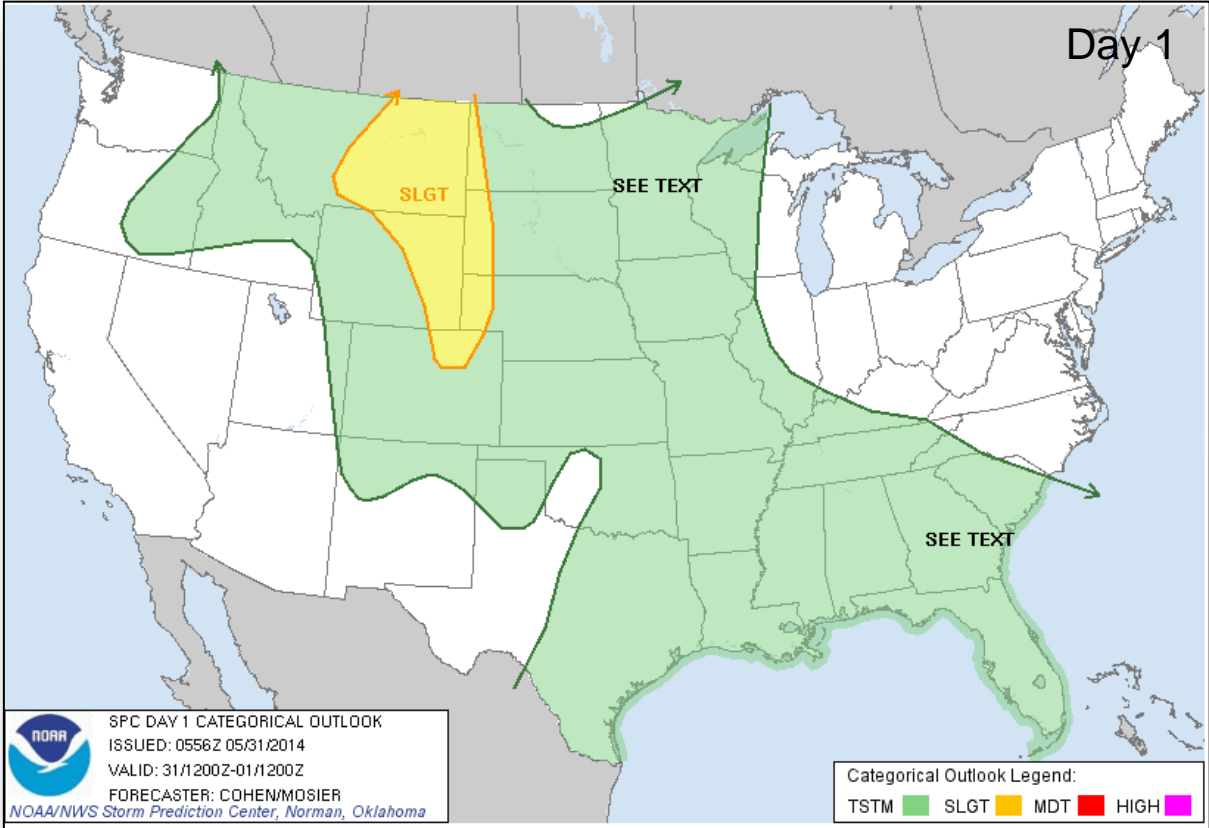 Day 1
SLGT
SEE TEXT
SEE TEXT
NOAA
SPC DAY 1 CATEGORICAL OUTLOOK
ISSUED: 0556Z 05/31/2014
VALID: 31/1200Z-01/1200Z
FORECASTER: COHEN/MOSIER
NOAA/NWS Storm Prediction Center, Norman, Oklahoma
Categorical Outlook Legend:
TSTM SLGT MDT HIGH